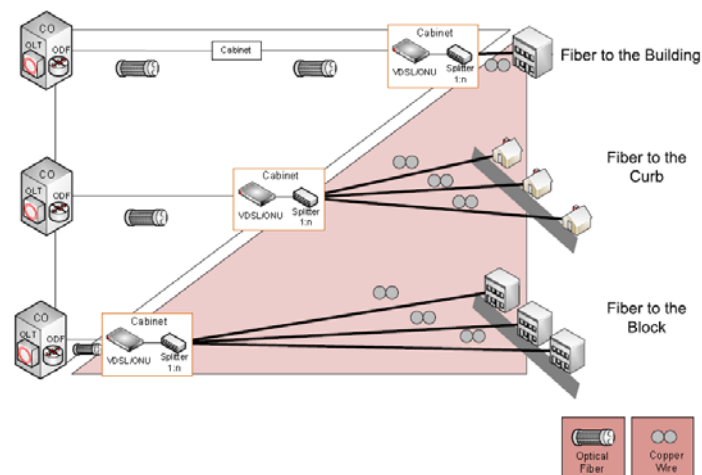 CO
OLT
ODF
Cabinet
Cabinet
VDSL/ONU
Splitter
1:n
Fiber to the Building
CO
OLT
ODF
Cabinet
VDSL/ONU
Splitter
1:n
Fiber to the
Curb
CO
OLT
ODF
Cabinet
VDSL/ONU
Splitter
1:n
Fiber to the
Block
Optical
Fiber
Copper
Wire